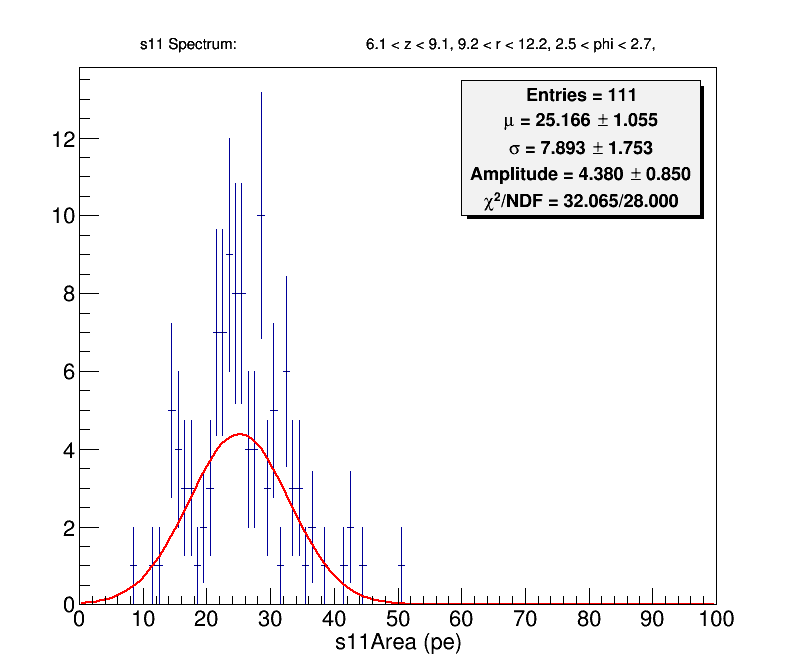 s11 Spectrum: 6.1 < z < 9.1, 9.2 < r < 12.2, 2.5 < phi < 2.7,
Entries = 111
μ = 25.166 ± 1.055
σ = 7.893 ± 1.753
Amplitude = 4.380 ± 0.850
χ²/NDF = 32.065/28.000
12
10
8
6
4
2
0
0 10 20 30 40 50 60 70 80 90 100
s11Area (pe)